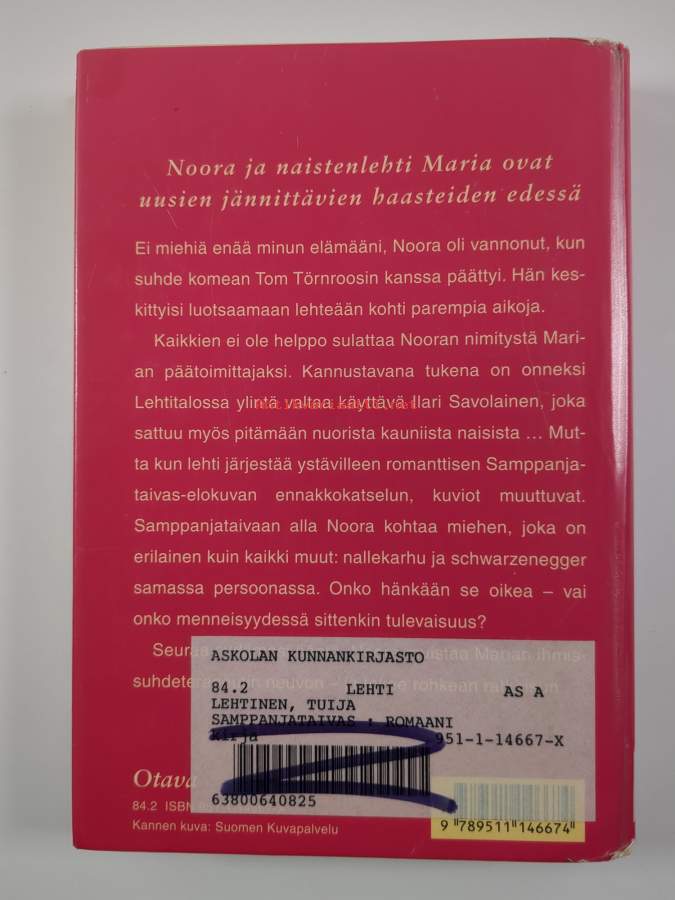 Noora ja naistenlehti Maria ovat
uusien jännittävien haasteiden edessä
Ei miehiä enää minun elämääni, Noora oli vannonut, kun
suhde komean Tom Törnroosin kanssa päättyi. Hän kes-
kittyisi luotsaamaan lehteään kohti parempia aikoja.
Kaikkien ei ole helppo sulattaa Nooran nimitystä Mari-
an päätoimittajaksi. Kannustavana tukena on onneksi
Lehtitalossa ylintä valtaa käyttävä Ilari Savolainen, joka
sattuu myös pitämään nuorista kauniista naisista ... Mut-
ta kun lehti järjestää ystävilleen romanttisen Samppanja-
taivas-elokuvan ennakkokatselun, kuviot muuttuvat.
Samppanjataivaan alla Noora kohtaa miehen, joka on
erilainen kuin kaikki muut: nallekarhu ja schwarzenegger
samassa persoonassa. Onko hänkään se oikea – vai
onko menneisyydessä sittenkin tulevaisuus?
Marian ihmis-
neuvon – rohkean
ASKOLAN KUNNANKIRJASTO
84.2 LEHTI AS A
LEHTINEN, TUIJA
SAMPPANJATAIVAS : ROMAANI
kirja 951-1-14667-X
63800640825
Otava
84.2 ISBN
Kannen kuva: Suomen Kuvapalvelu
9 789511 146674